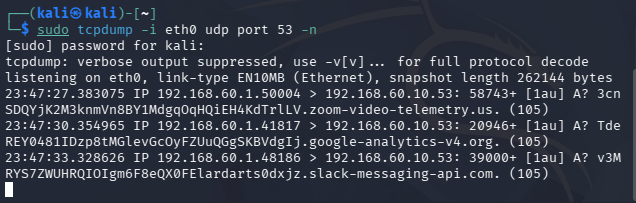 ┌──(kali㉿kali)-[~]
└─$ sudo tcpdump -i eth0 udp port 53 -n
[sudo] password for kali:
tcpdump: verbose output suppressed, use -v[v]... for full protocol decode
listening on eth0, link-type EN10MB (Ethernet), snapshot length 262144 bytes
23:47:27.383075 IP 192.168.60.1.50004 > 192.168.60.10.53: 58743+ [1au] A? 3cn
SDQYjK2M3knmVn8BY1MdgqOqHQiEH4KdTrlLV.zoom-video-telemetry.us. (105)
23:47:30.354965 IP 192.168.60.1.41817 > 192.168.60.10.53: 20946+ [1au] A? Tde
REY0481IDzp8tMGlevGcOyFZUuQGgSKBVdgIj.google-analytics-v4.org. (105)
23:47:33.328626 IP 192.168.60.1.48186 > 192.168.60.10.53: 39000+ [1au] A? v3M
RYS7ZWUHRQIOIgm6F8eQX0FElardarts0dxjz.slack-messaging-api.com. (105)